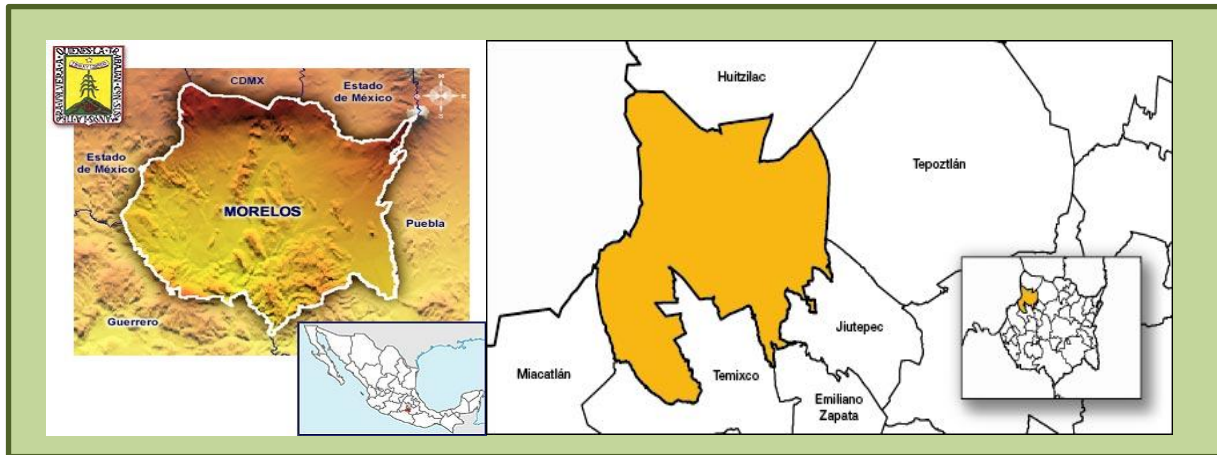 CDMX
Estado
de México
Estado
de México
MORELOS
Puebla
Guerrero
Huitzilac
Tepoztlán
Jiutepec
Miacatlán
Temixco
Emiliano
Zapata